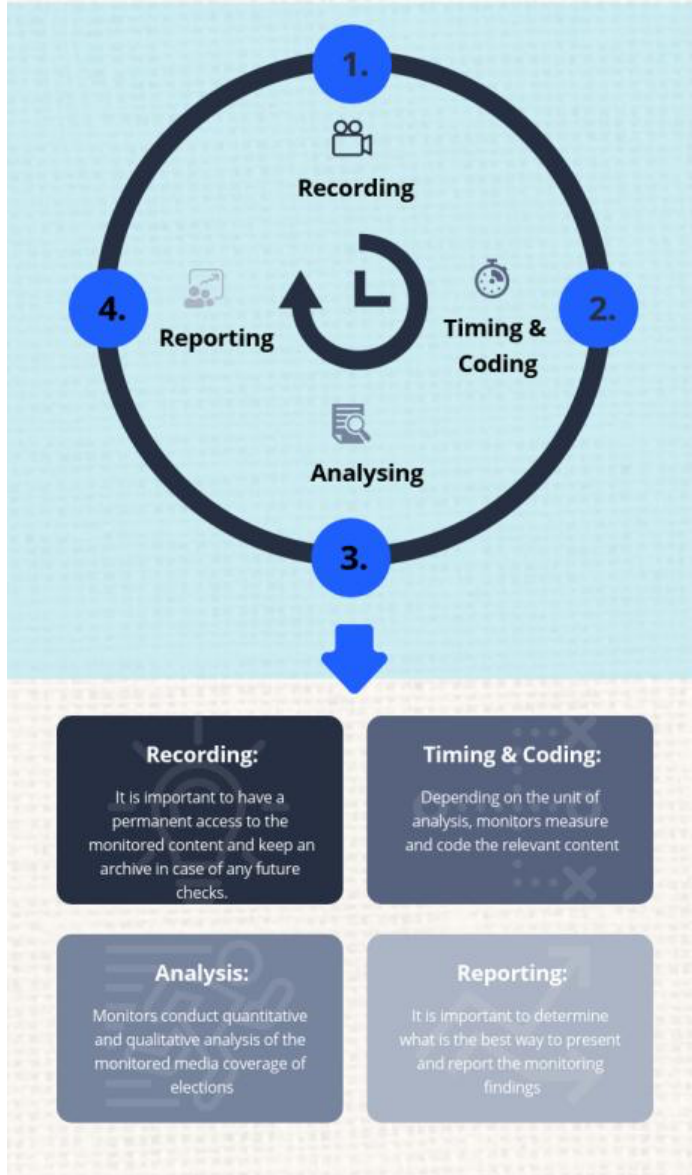 1.
Recording
4.
Reporting
Timing &
Coding
2.
Analysing
3.
Recording:
It is important to have a
permanent access to the
monitored content and keep an
archive in case of any future
checks.
Timing & Coding:
Depending on the unit of
analysis, monitors measure
and code the relevant content
Analysis:
Monitors conduct quantitative
and qualitative analysis of the
monitored media coverage of
elections
Reporting:
It is important to determine
what is the best way to present
and report the monitoring
findings